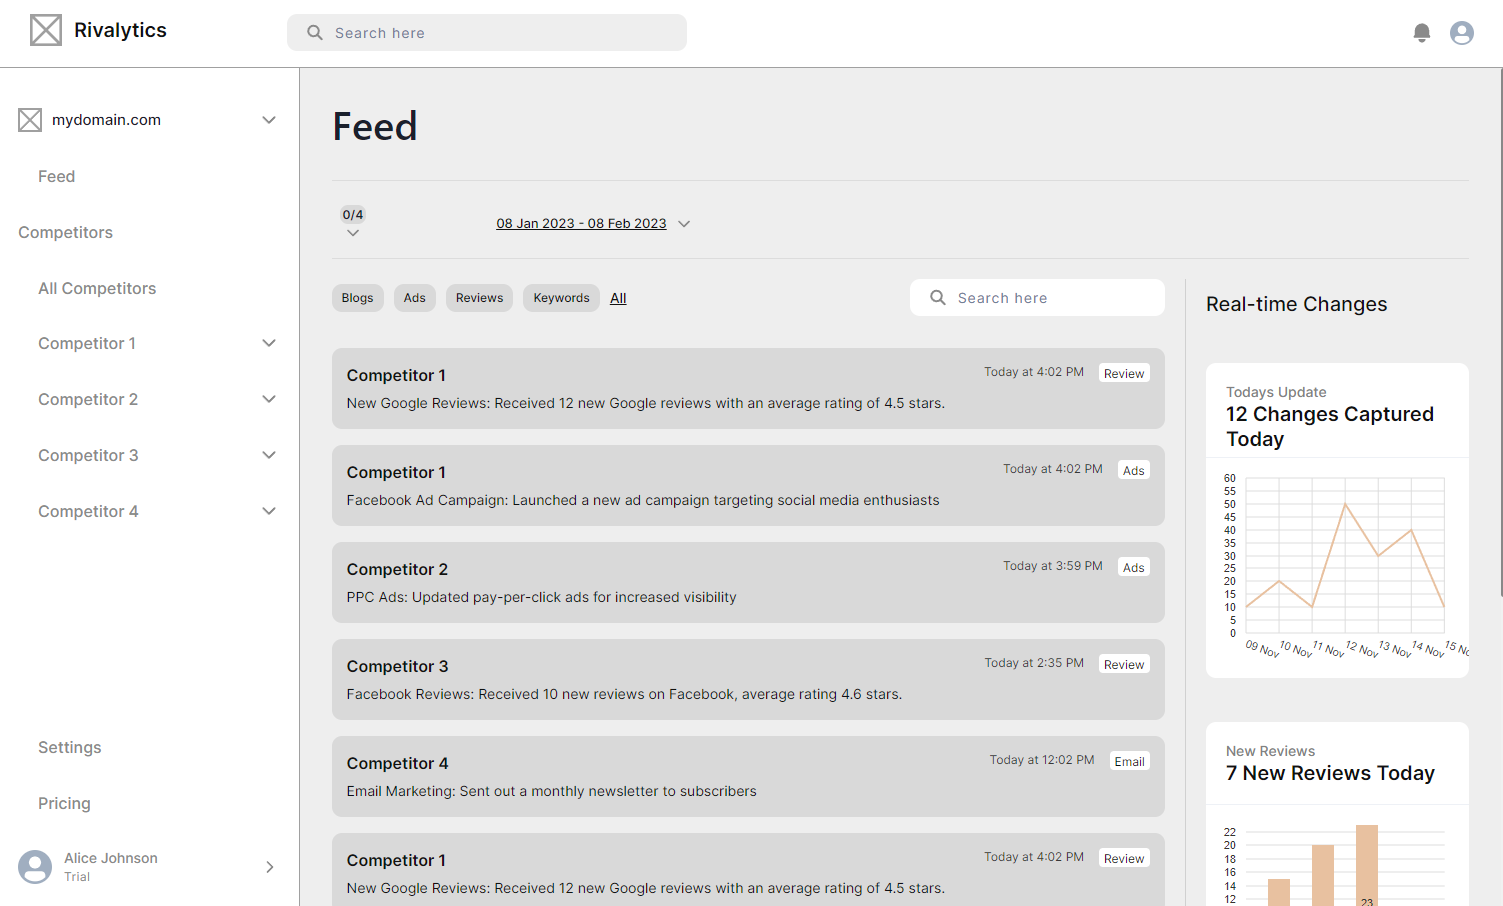 Rivalytics
Search here
mydomain.com
Feed
Competitors
All Competitors
Competitor 1
Competitor 2
Competitor 3
Competitor 4
Settings
Pricing
Alice Johnson
Trial
Feed
0/4
08 Jan 2023 - 08 Feb 2023
Blogs
Ads
Reviews
Keywords
All
Search here
Competitor 1
Today at 4:02 PM
Review
New Google Reviews: Received 12 new Google reviews with an average rating of 4.5 stars.
Competitor 1
Today at 4:02 PM
Ads
Facebook Ad Campaign: Launched a new ad campaign targeting social media enthusiasts
Competitor 2
Today at 3:59 PM
Ads
PPC Ads: Updated pay-per-click ads for increased visibility
Competitor 3
Today at 2:35 PM
Review
Facebook Reviews: Received 10 new reviews on Facebook, average rating 4.6 stars.
Competitor 4
Today at 12:02 PM
Email
Email Marketing: Sent out a monthly newsletter to subscribers
Competitor 1
Today at 4:02 PM
Review
New Google Reviews: Received 12 new Google reviews with an average rating of 4.5 stars.
Real-time Changes
Todays Update
12 Changes Captured
Today
60
55
50
45
40
35
30
25
20
15
10
5
0
09 Nov
10 Nov
11 Nov
12 Nov
13 Nov
14 Nov
15 No
New Reviews
7 New Reviews Today
22
20
18
16
14
12
23